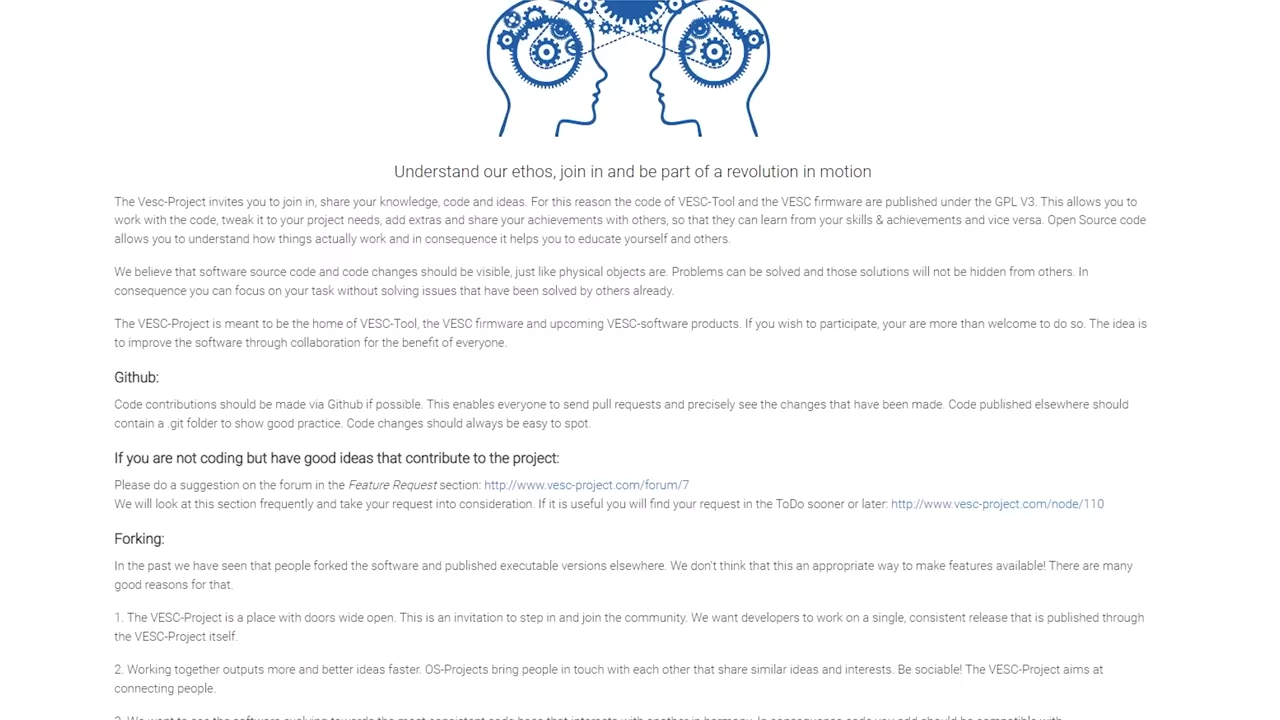 Understand our ethos, join in and be part of a revolution in motion
The Vesc-Project invites you to join in, share your knowledge, code and ideas. For this reason the code of VESC-Tool and the VESC firmware are published under the GPL V3. This allows you to
work with the code, tweak it to your project needs, add extras and share your achievements with others, so that they can learn from your skills & achievements and vice versa. Open Source code
allows you to understand how things actually work and in consequence it helps you to educate yourself and others.
We believe that software source code and code changes should be visible, just like physical objects are. Problems can be solved and those solutions will not be hidden from others. In
consequence you can focus on your task without solving issues that have been solved by others already.
The VESC-Project is meant to be the home of VESC-Tool, the VESC firmware and upcoming VESC-software products. If you wish to participate, your are more than welcome to do so. The idea is
to improve the software through collaboration for the benefit of everyone.
Github:
Code contributions should be made via Github if possible. This enables everyone to send pull requests and precisely see the changes that have been made. Code published elsewhere should
contain a .git folder to show good practice. Code changes should always be easy to spot.
If you are not coding but have good ideas that contribute to the project:
Please do a suggestion on the forum in the Feature Request section: http://www.vesc-project.com/forum/7
We will look at this section frequently and take your request into consideration. If it is useful you will find your request in the ToDo sooner or later: http://www.vesc-project.com/node/110
Forking:
In the past we have seen that people forked the software and published executable versions elsewhere. We don't think that this an appropriate way to make features available! There are many
good reasons for that.
1. The VESC-Project is a place with doors wide open. This is an invitation to step in and join the community. We want developers to work on a single, consistent release that is published through
the VESC-Project itself.
2. Working together outputs more and better ideas faster. OS-Projects bring people in touch with each other that share similar ideas and interests. Be sociable! The VESC-Project aims at
connecting people.